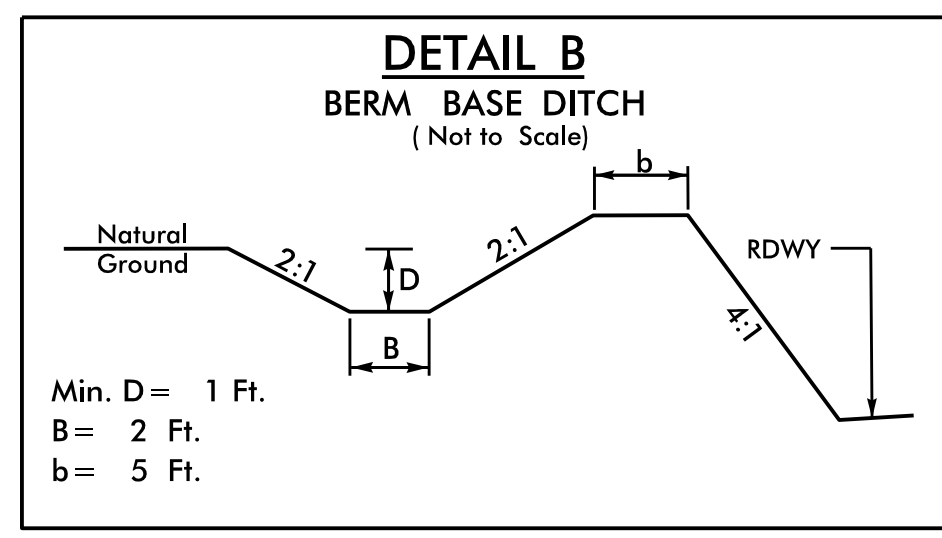 DETAIL B
BERM BASE DITCH
( Not to Scale)
b
Natural
Ground
2:1
D
2:1
RDWY
4:1
B
Min. D= 1 Ft.
B= 2 Ft.
b= 5 Ft.